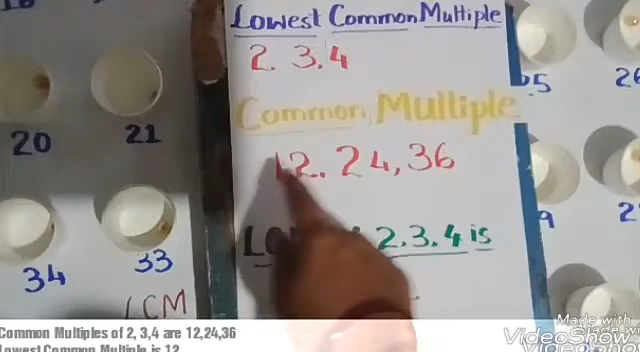 Lowest Common Multiple
2. 3. 4
Common Multiple
12. 24, 36
2. 3. 4 is
20
21
34
33
25
26
LCM
Common Multiples of 2, 3,4 are 12,24,36
Lowest Common Multiple is 12
Made with
VideoShow